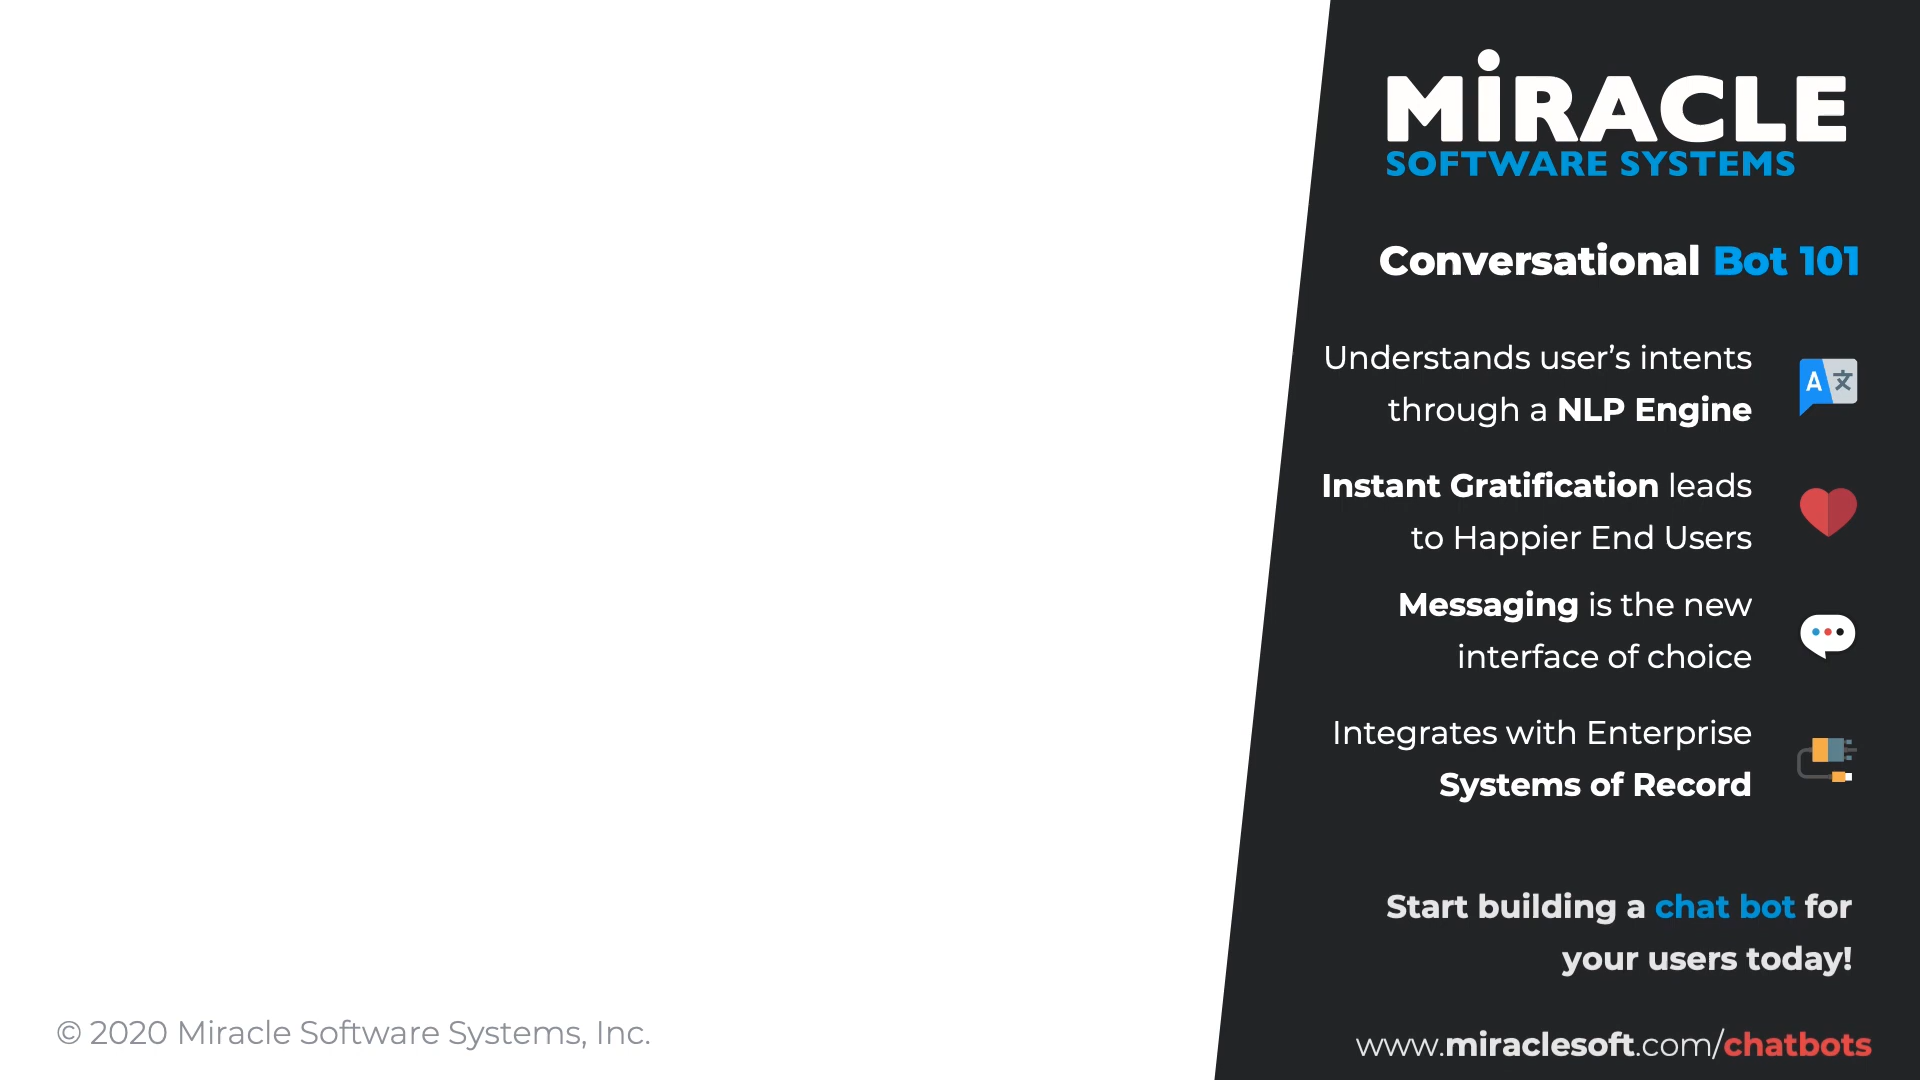 MiRACLE
SOFTWARE SYSTEMS
Conversational Bot 101
Understands user’s intents
through a NLP Engine
A 文
Instant Gratification leads
to Happier End Users
Messaging is the new
interface of choice
Integrates with Enterprise
Systems of Record
Start building a chat bot for
your users today!
© 2020 Miracle Software Systems, Inc.
www.miraclesoft.com/chatbots